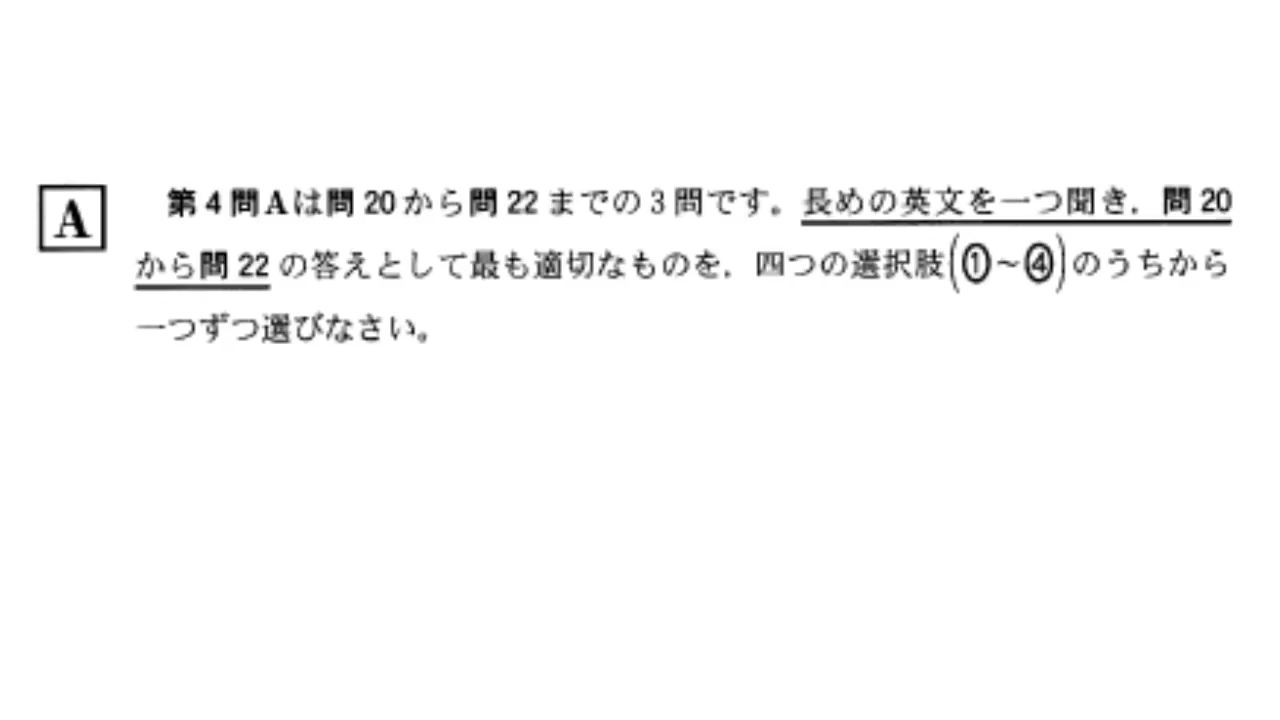 A 第4問Aは問20から問22までの3問です。長めの英文を一つ聞き，問20
から問22の答えとして最も適切なものを，四つの選択肢(①～④)のうちから
一つずつ選びなさい。